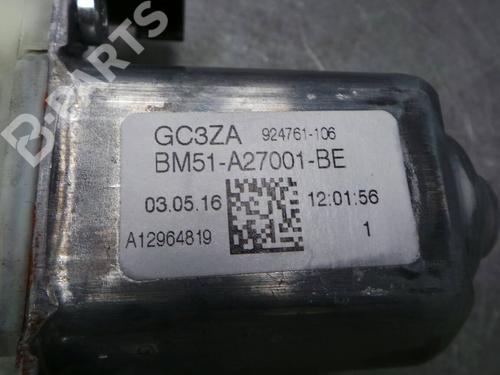 B-PARTS
GC3ZA 924761-106
BM51-A27001-BE
03.05.16 12:01:56
A12964819 1